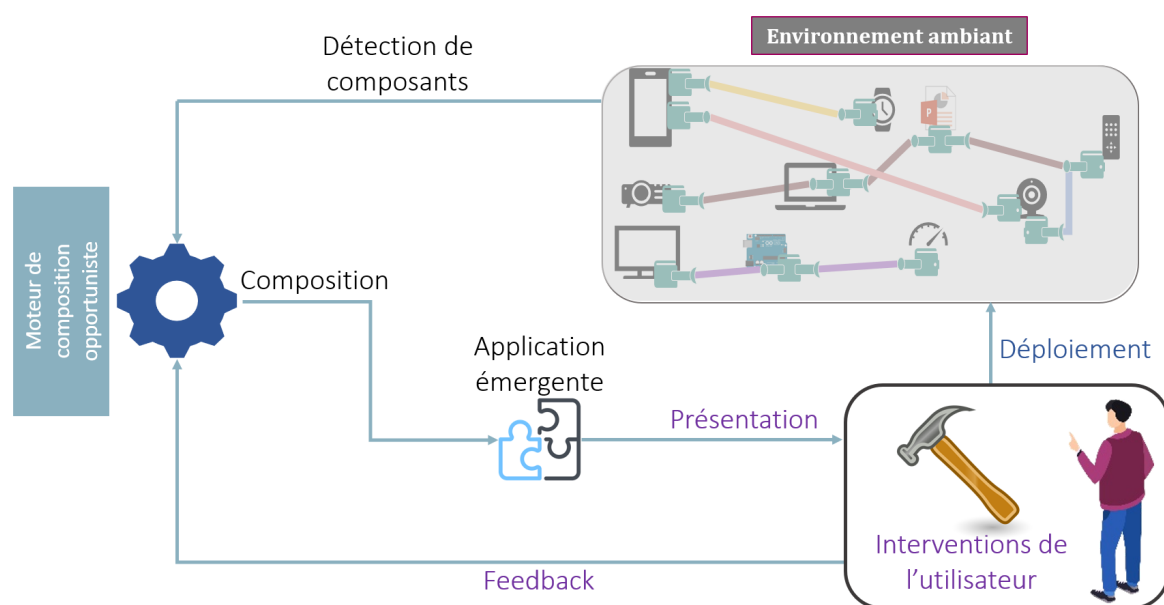 Environnement ambiant
Détection de
composants
P
Moteur de
composition
opportuniste
Composition
Application
émergente
Présentation
Déploiement
Interventions de
l’utilisateur
Feedback